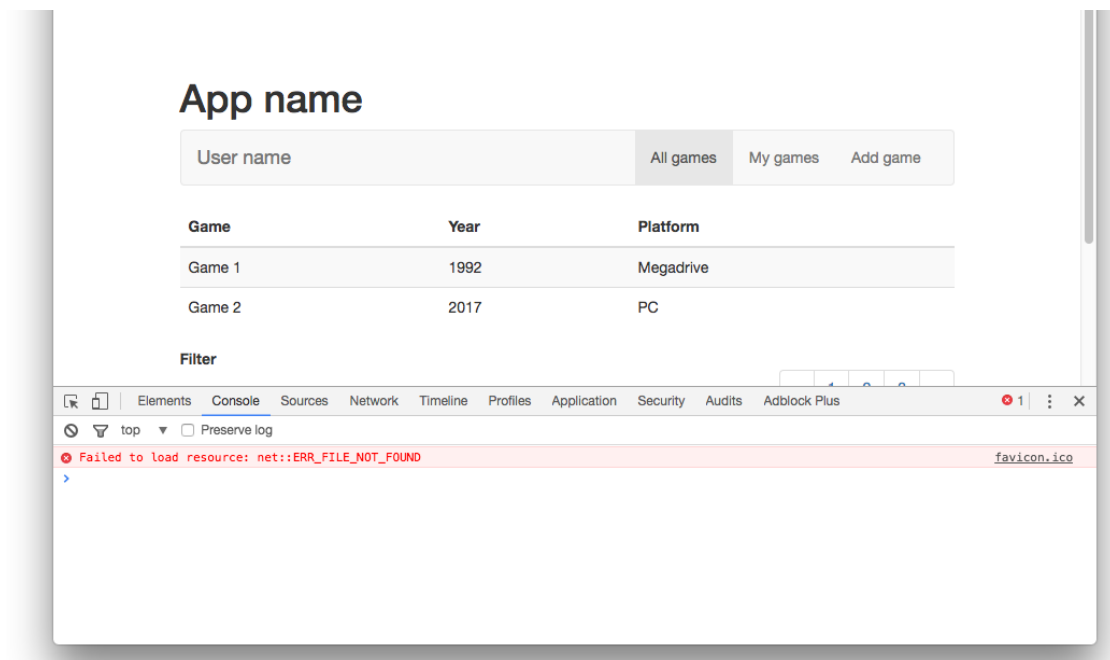 App name
User name All games My games Add game
Game Year Platform
Game 1 1992 Megadrive
Game 2 2017 PC
Filter
Elements Console Sources Network Timeline Profiles Application Security Audits Adblock Plus 1
top Preserve log
Failed to load resource: net::ERR_FILE_NOT_FOUND favicon.ico